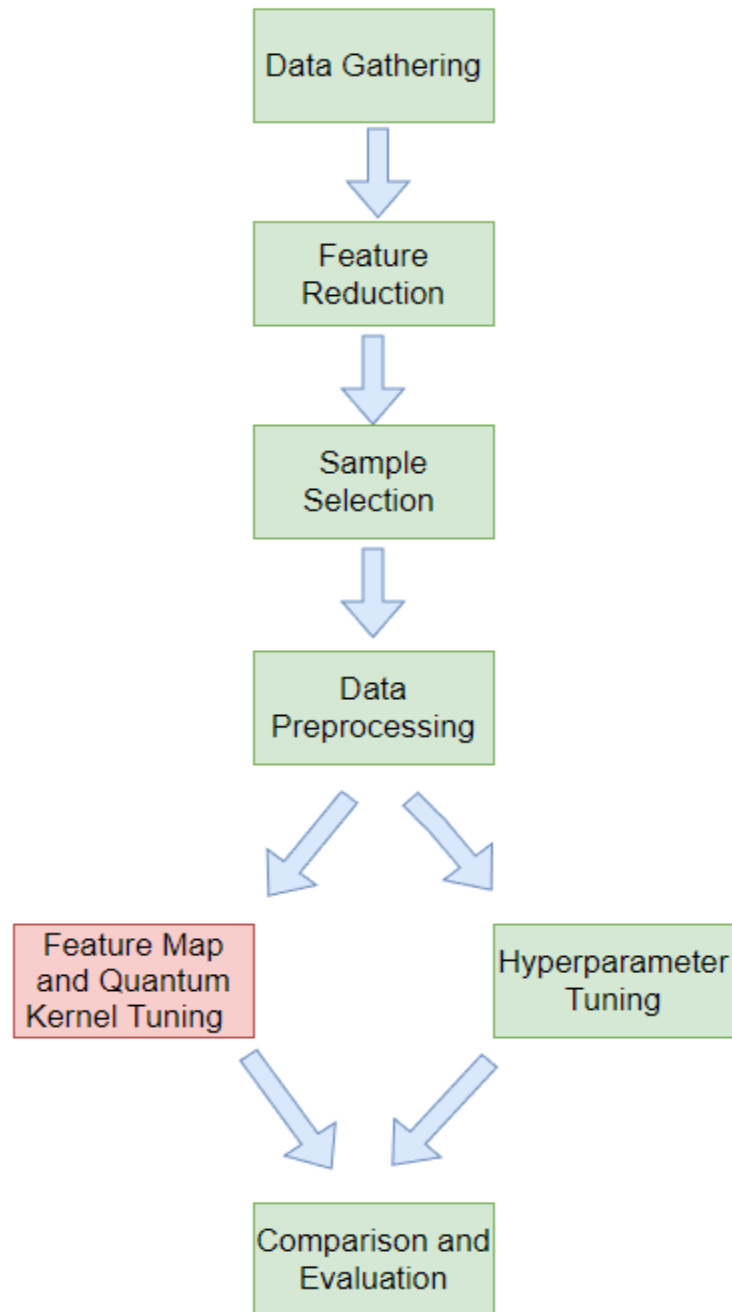 Data Gathering
Feature
Reduction
Sample
Selection
Data
Preprocessing
Feature Map
and Quantum
Kernel Tuning
Hyperparameter
Tuning
Comparison and
Evaluation